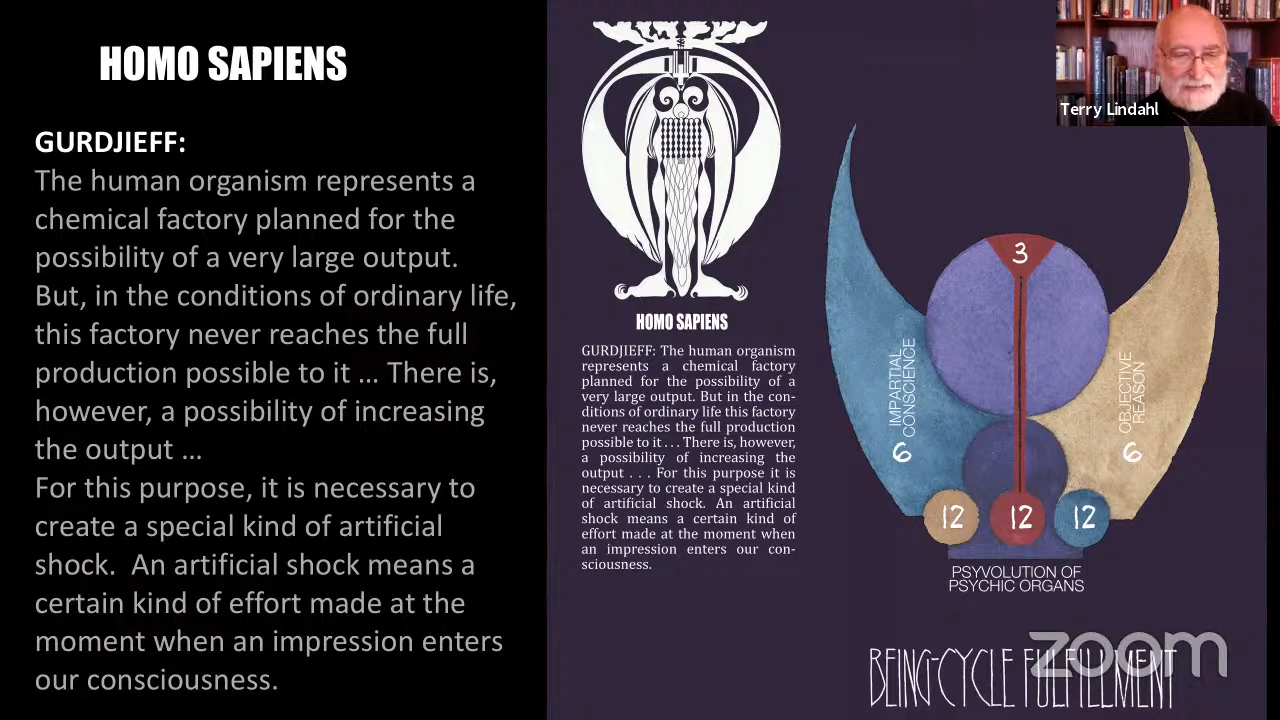 HOMO SAPIENS
GURDJIEFF:
The human organism represents a
chemical factory planned for the
possibility of a very large output.
But, in the conditions of ordinary life,
this factory never reaches the full
production possible to it ... There is,
however, a possibility of increasing
the output ...
For this purpose, it is necessary to
create a special kind of artificial
shock.  An artificial shock means a
certain kind of effort made at the
moment when an impression enters
our consciousness.
HOMO SAPIENS
GURDJIEFF: The human organism
represents a chemical factory
planned for the possibility of a
very large output. But in the con-
ditions of ordinary life this factory
never reaches the full production
possible to it . . . There is, however,
a possibility of increasing the
output . . . For this purpose it is
necessary to create a special kind
of artificial shock. An artificial
shock means a certain kind of
effort made at the moment when
an impression enters our con-
sciousness.
Terry Lindahl
3
IMPARTIAL
CONSCIENCE
6
OBJECTIVE
REASON
6
12
12
12
PSYVOLUTION OF
PSYCHIC ORGANS
BEING-CYCLE FULFILLMENT
zoom